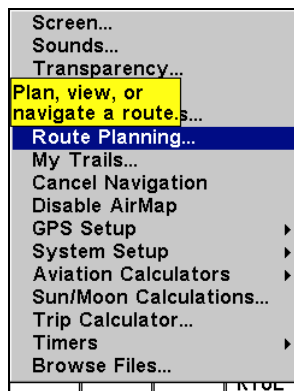 Screen...
Sounds...
Transparency...
Plan, view, or
navigate a route.
s...
Route Planning...
My Trails...
Cancel Navigation
Disable AirMap
GPS Setup
System Setup
Aviation Calculators
Sun/Moon Calculations...
Trip Calculator...
Timers
Browse Files...